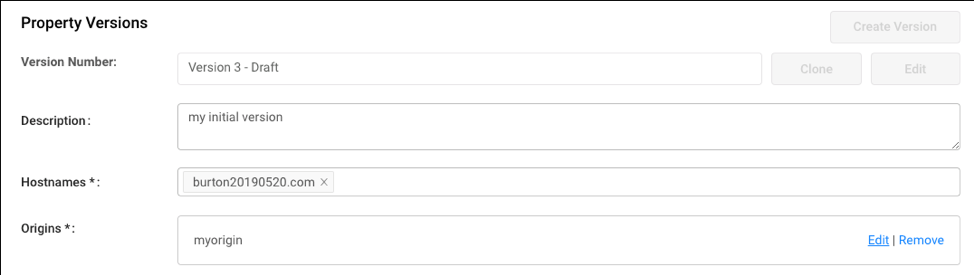 Property Versions
Create Version
Version Number:
Version 3 - Draft
Clone
Edit
Description:
my initial version
Hostnames *:
burton20190520.com ×
Origins *:
myorigin
Edit | Remove